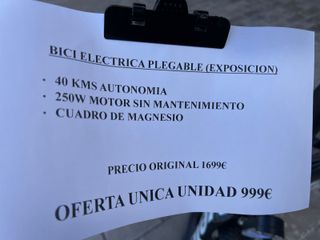 BICI ELECTRICA PLEGABLE (EXPOSICION)
· 40 KMS AUTONOMIA
· 250W MOTOR SIN MANTENIMIENTO
· CUADRO DE MAGNESIO
PRECIO ORIGINAL 1699€
OFERTA UNICA UNIDAD 999€